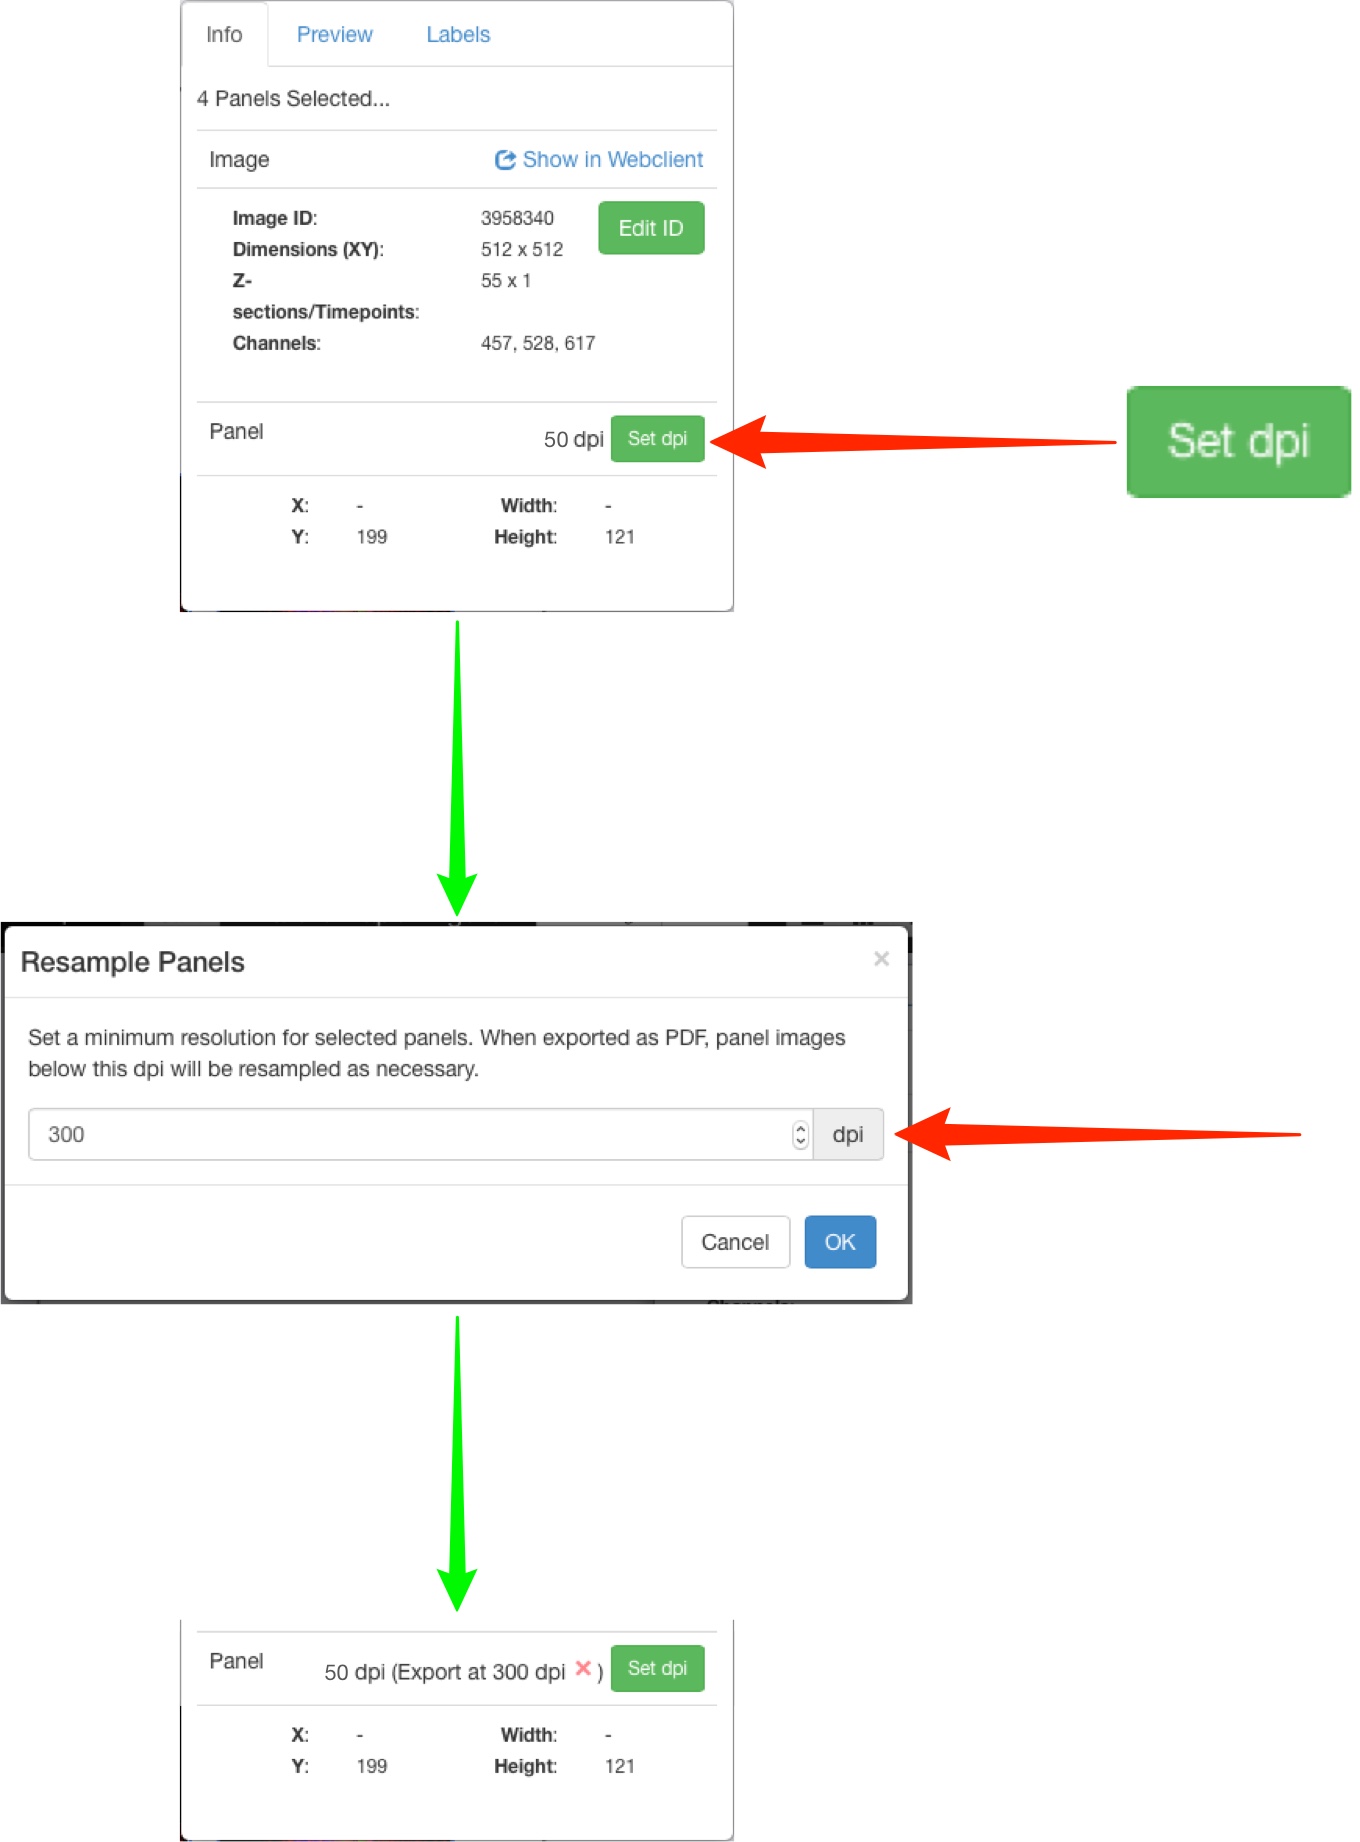 Info Preview Labels
4 Panels Selected...
Image Show in Webclient
Image ID: 3958340 Edit ID
Dimensions (XY): 512 x 512
Z- 55 x 1
sections/Timepoints:
Channels: 457, 528, 617
Panel 50 dpi Set dpi
Set dpi
X: - Width: -
Y: 199 Height: 121
Resample Panels ×
Set a minimum resolution for selected panels. When exported as PDF, panel images
below this dpi will be resampled as necessary.
300 dpi
Cancel OK
Panel 50 dpi (Export at 300 dpi ✕ ) Set dpi
X: - Width: -
Y: 199 Height: 121